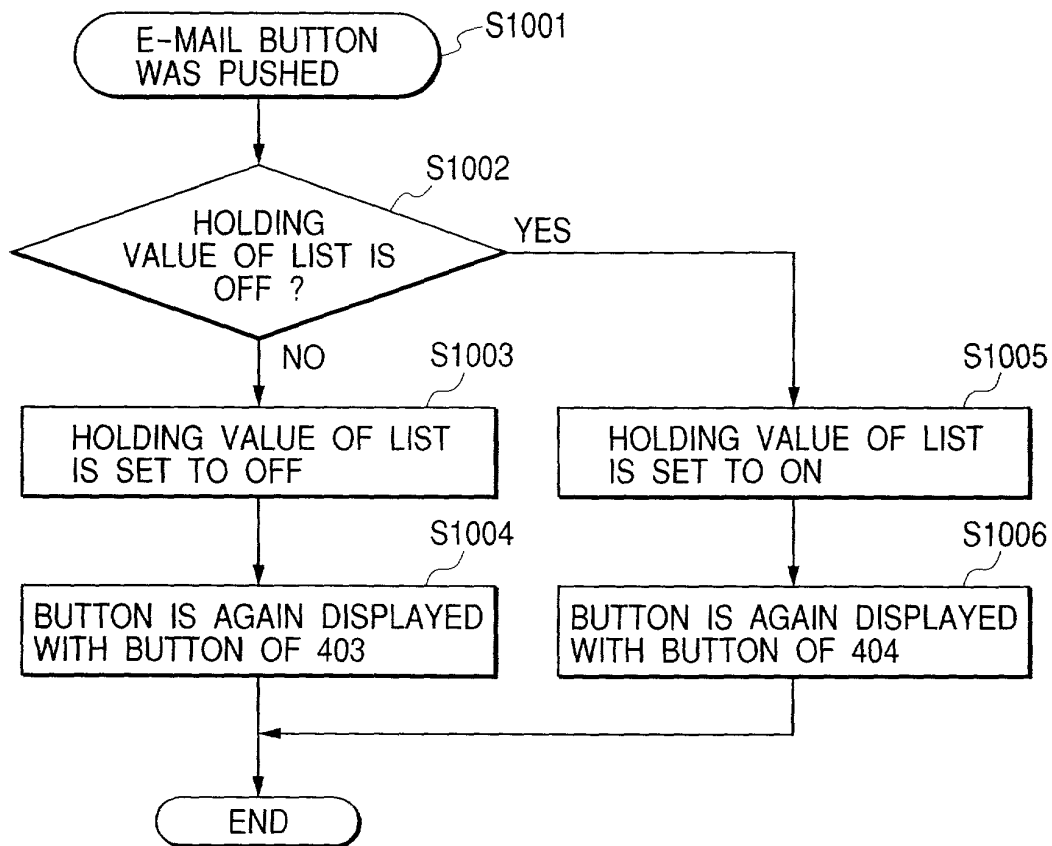 E-MAIL BUTTON
WAS PUSHED
S1001
S1002
HOLDING
VALUE OF LIST IS
OFF ?
YES
NO
S1003
HOLDING VALUE OF LIST
IS SET TO OFF
S1005
HOLDING VALUE OF LIST
IS SET TO ON
S1004
BUTTON IS AGAIN DISPLAYED
WITH BUTTON OF 403
S1006
BUTTON IS AGAIN DISPLAYED
WITH BUTTON OF 404
END